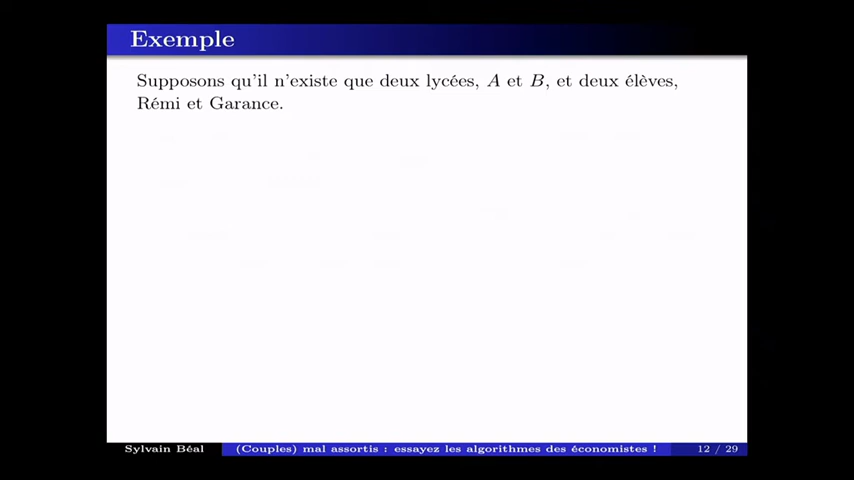 Exemple
Supposons qu'il n'existe que deux lycées, A et B, et deux élèves,
Rémi et Garance.
Sylvain Béal (Couples) mal assortis : essayez les algorithmes des économistes ! 12 / 29